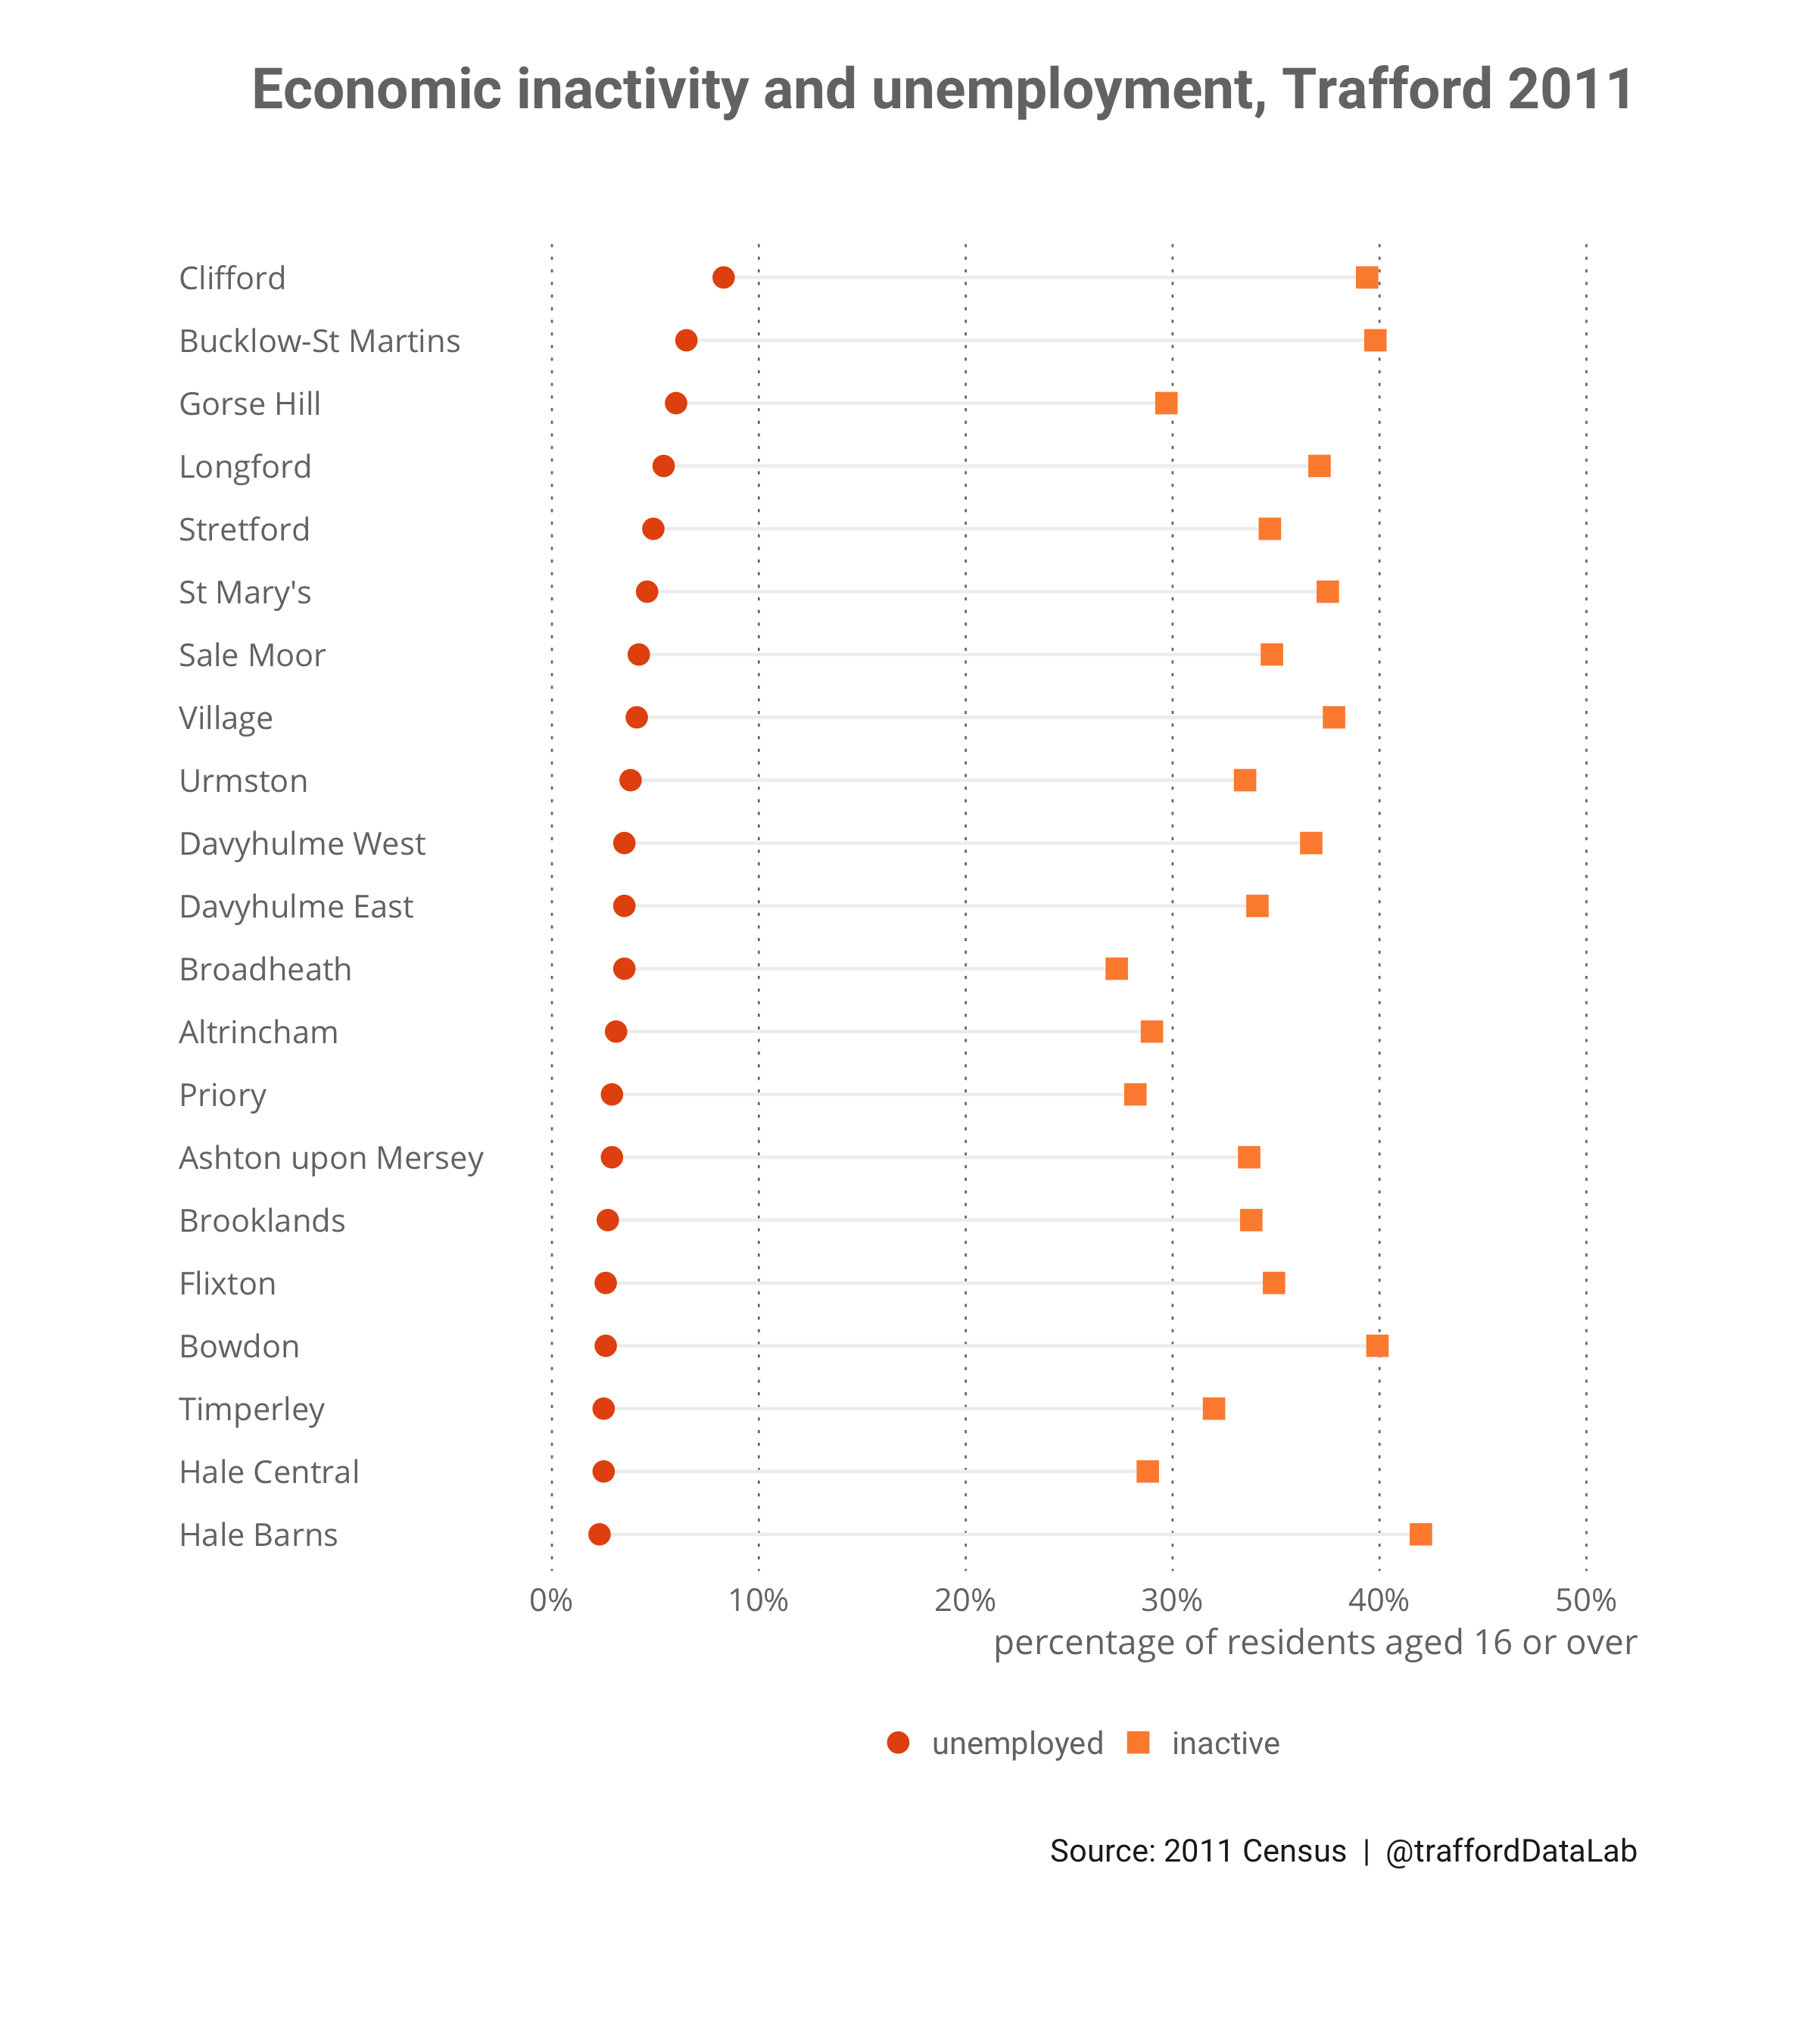 Economic inactivity and unemployment, Trafford 2011
Clifford
Bucklow-St Martins
Gorse Hill
Longford
Stretford
St Mary's
Sale Moor
Village
Urmston
Davyhulme West
Davyhulme East
Broadheath
Altrincham
Priory
Ashton upon Mersey
Brooklands
Flixton
Bowdon
Timperley
Hale Central
Hale Barns
0% 10% 20% 30% 40% 50%
percentage of residents aged 16 or over
unemployed inactive
Source: 2011 Census | @traffordDataLab